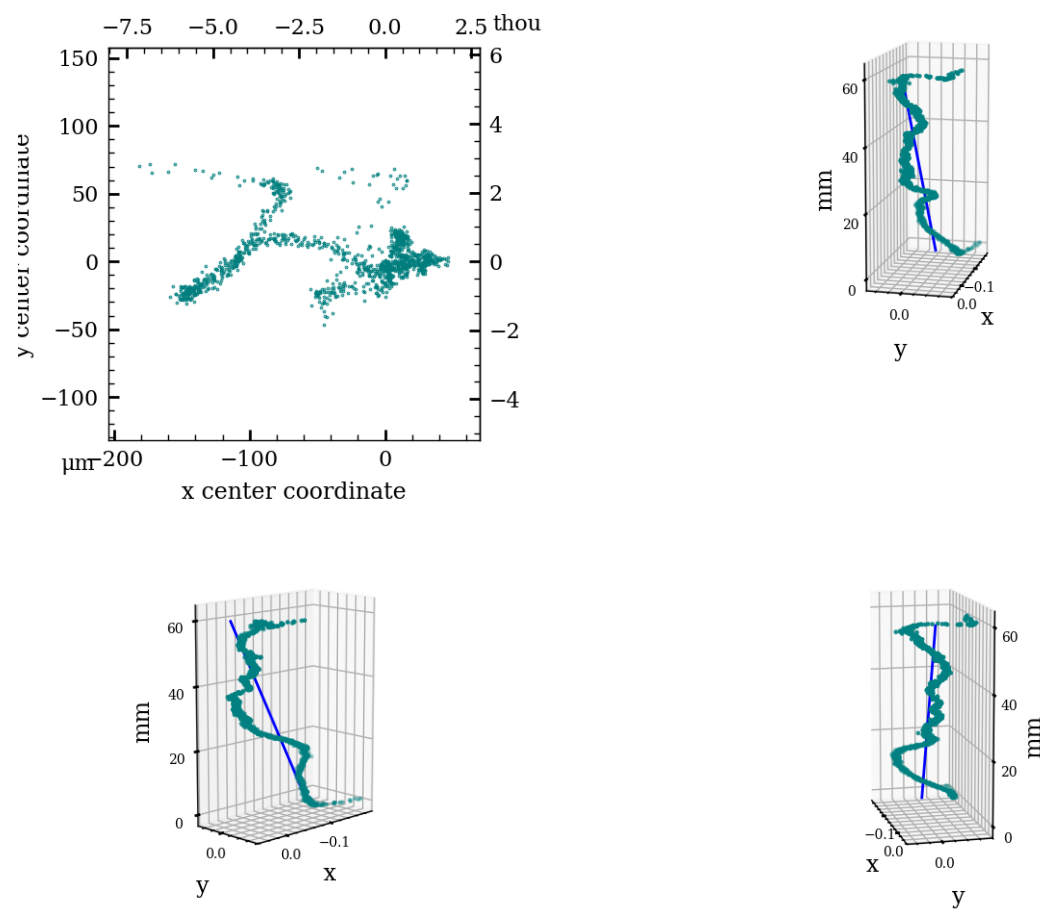 −7.5 −5.0 −2.5 0.0 2.5 thou
150 100 50 0 −50 −100
6 4 2 0 −2 −4
y center coordinate
μm −200 −100 0
x center coordinate
60 40 20 0
mm
0.0
y
−0.1
0.0
x
60 40 20 0
mm
0.0
y
0.0
−0.1
x
60 40 20 0
mm
−0.1
0.0
x
0.0
y